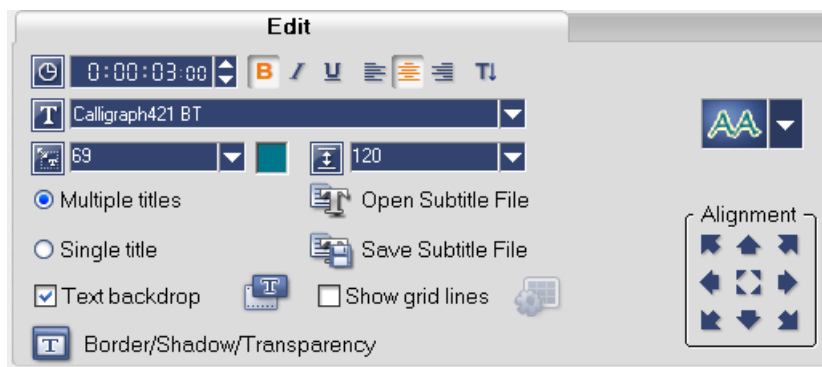 Edit
0:00:03:00 B I U T
T Calligraph421 BT
69 120
AA
Multiple titles Open Subtitle File
Single title Save Subtitle File
Alignment
Text backdrop Show grid lines
Border/Shadow/Transparency